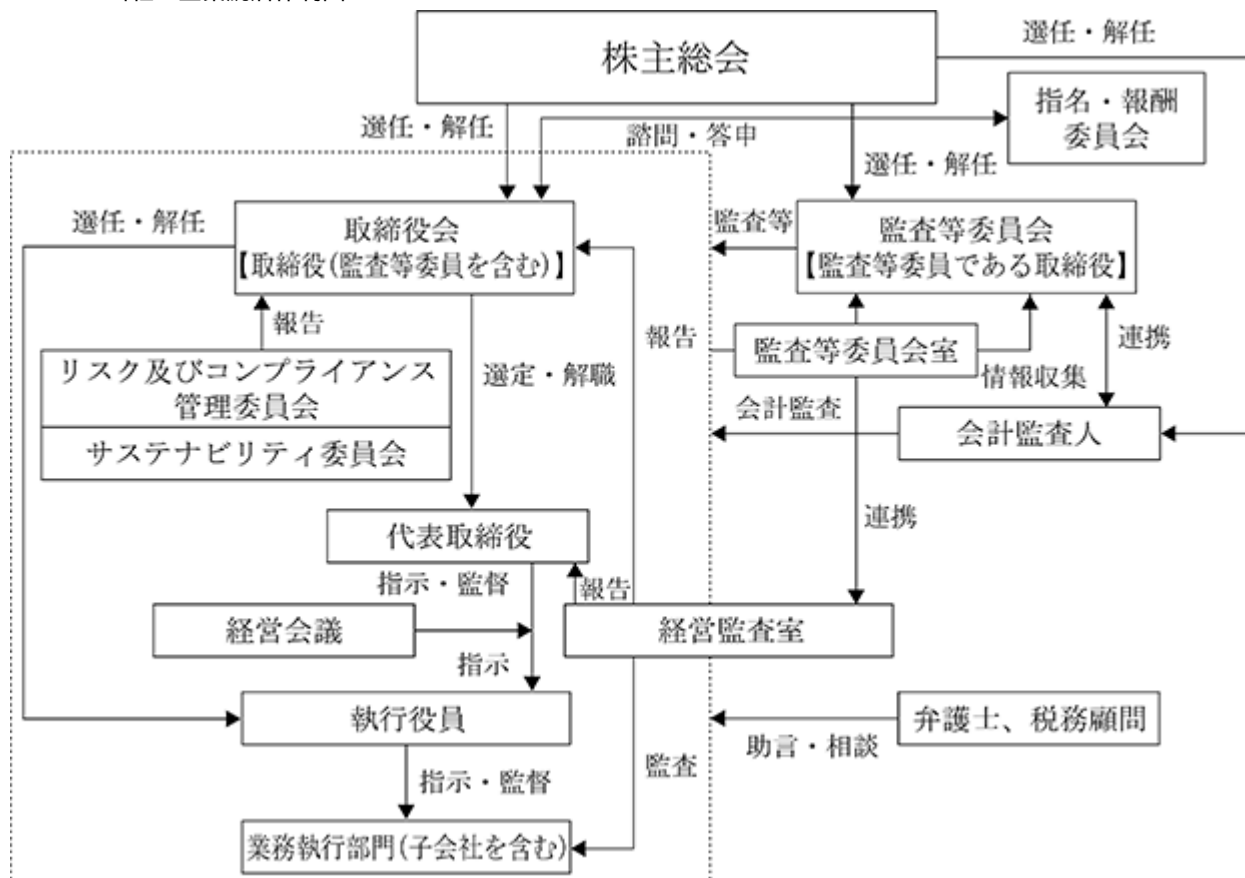 株主総会
選任・解任
指名・報酬
委員会
選任・解任
諮問・答申
選任・解任
選任・解任
取締役会
【取締役(監査等委員を含む)】
監査等
監査等委員会
【監査等委員である取締役】
報告
報告
監査等委員会室
連携
リスク及びコンプライアンス
管理委員会
選定・解職
情報収集
サステナビリティ委員会
会計監査
会計監査人
連携
代表取締役
指示・監督
報告
経営会議
経営監査室
指示
執行役員
弁護士、税務顧問
助言・相談
監査
指示・監督
業務執行部門(子会社を含む)